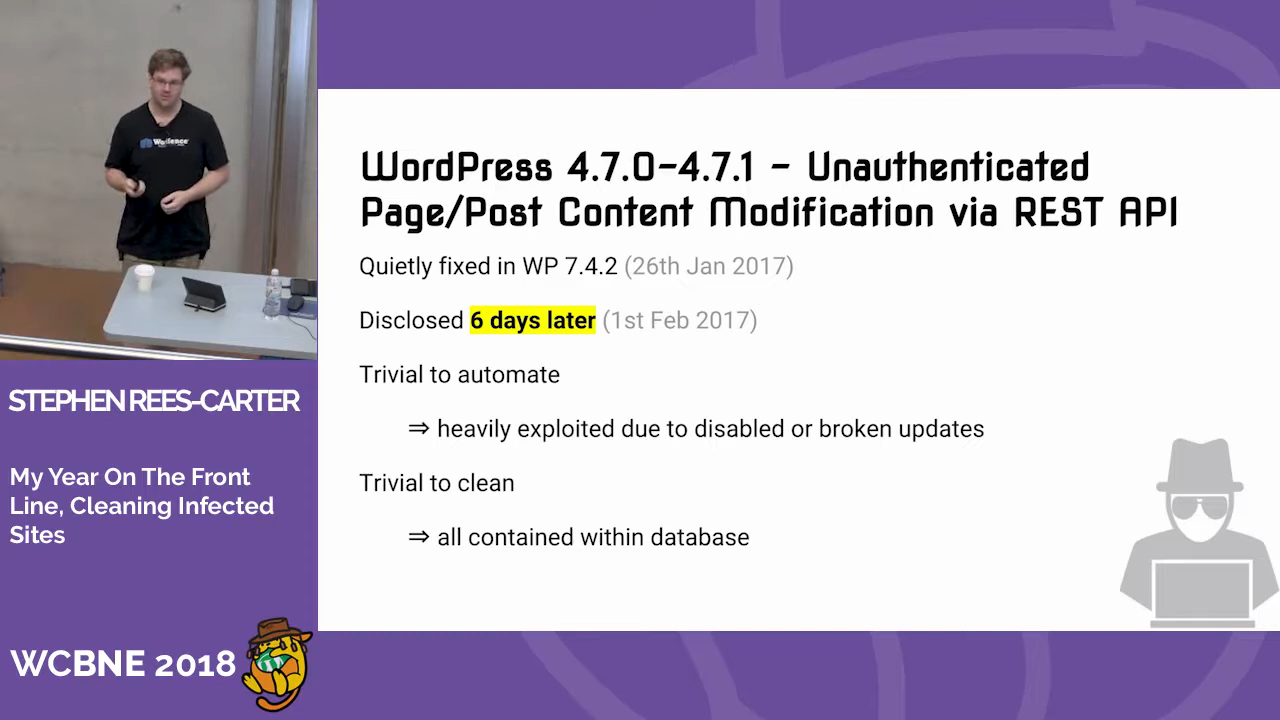 Wordfence
WordPress 4.7.0-4.7.1 - Unauthenticated
Page/Post Content Modification via REST API
Quietly fixed in WP 7.4.2 (26th Jan 2017)
Disclosed 6 days later (1st Feb 2017)
Trivial to automate
⇒ heavily exploited due to disabled or broken updates
Trivial to clean
⇒ all contained within database
STEPHEN REES-CARTER
My Year On The Front
Line, Cleaning Infected
Sites
WCBNE 2018